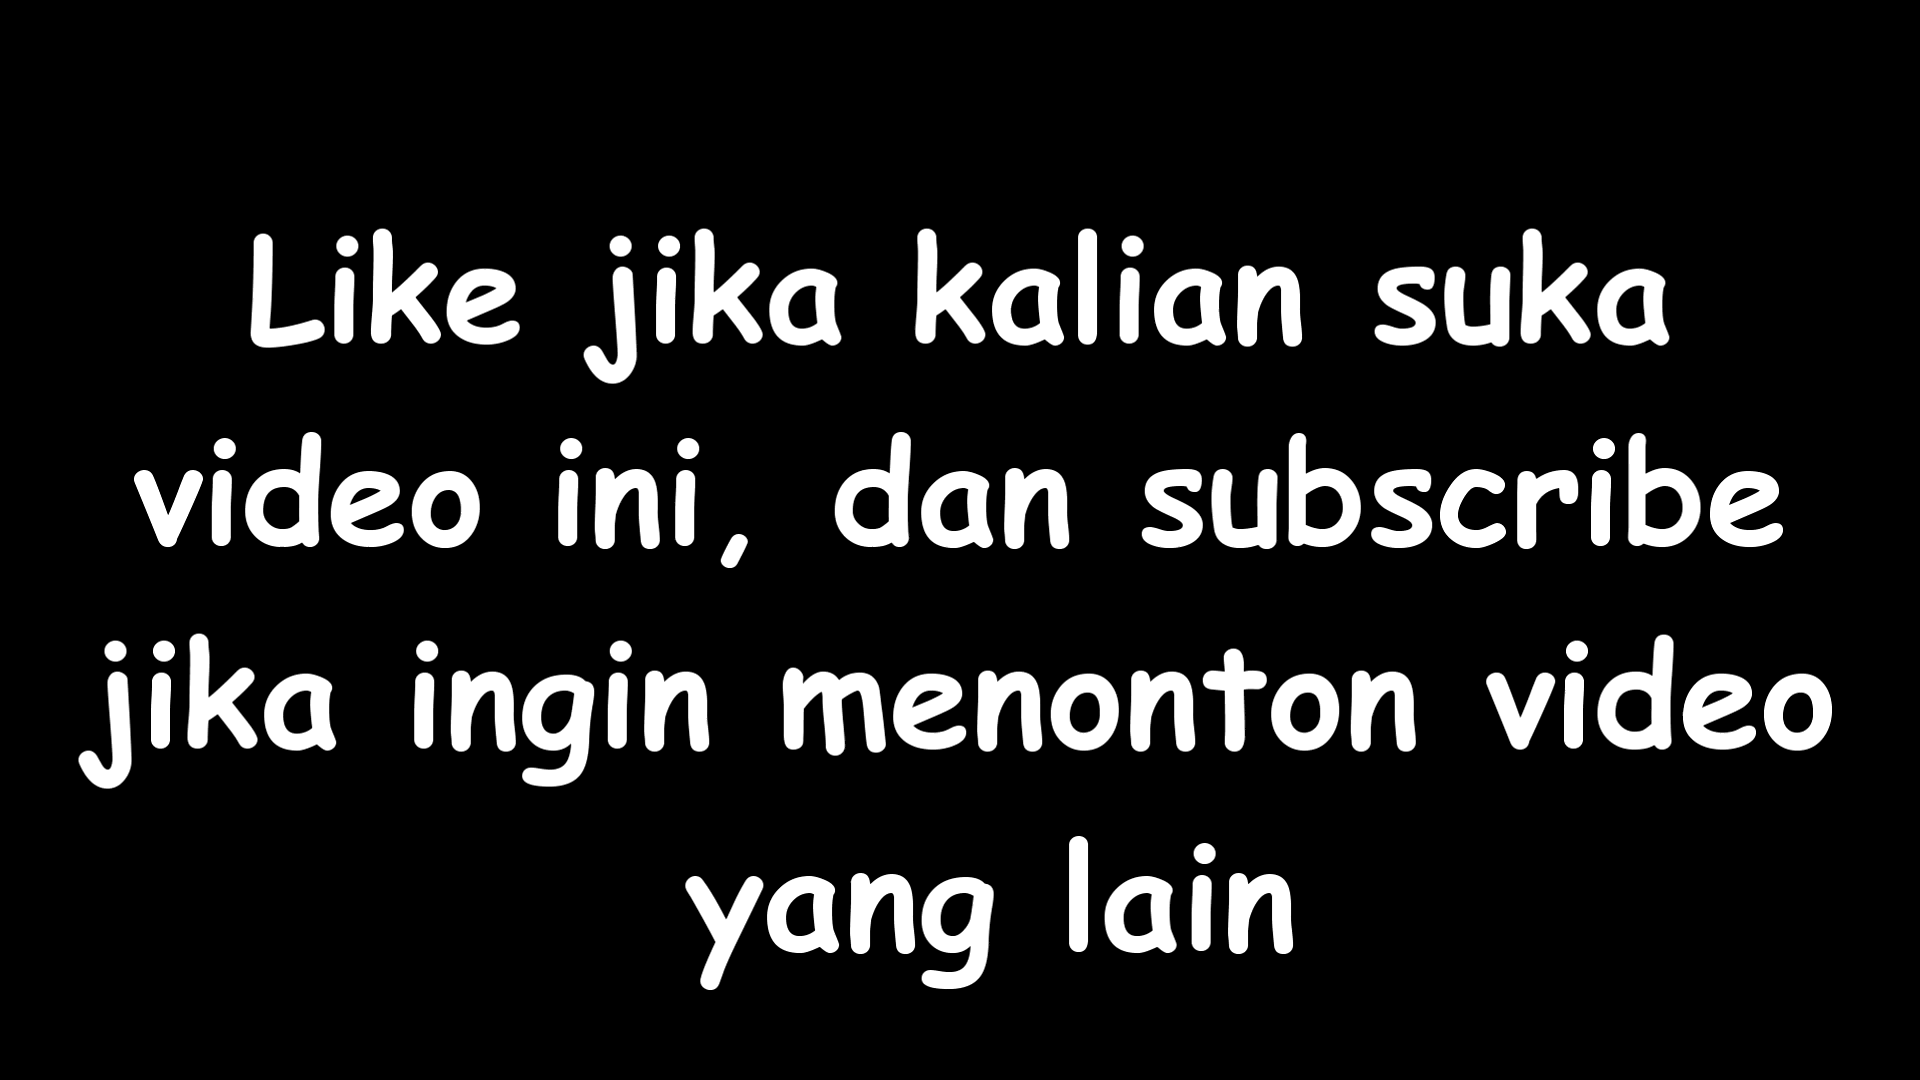 Like jika kalian suka
video ini, dan subscribe
jika ingin menonton video
yang lain